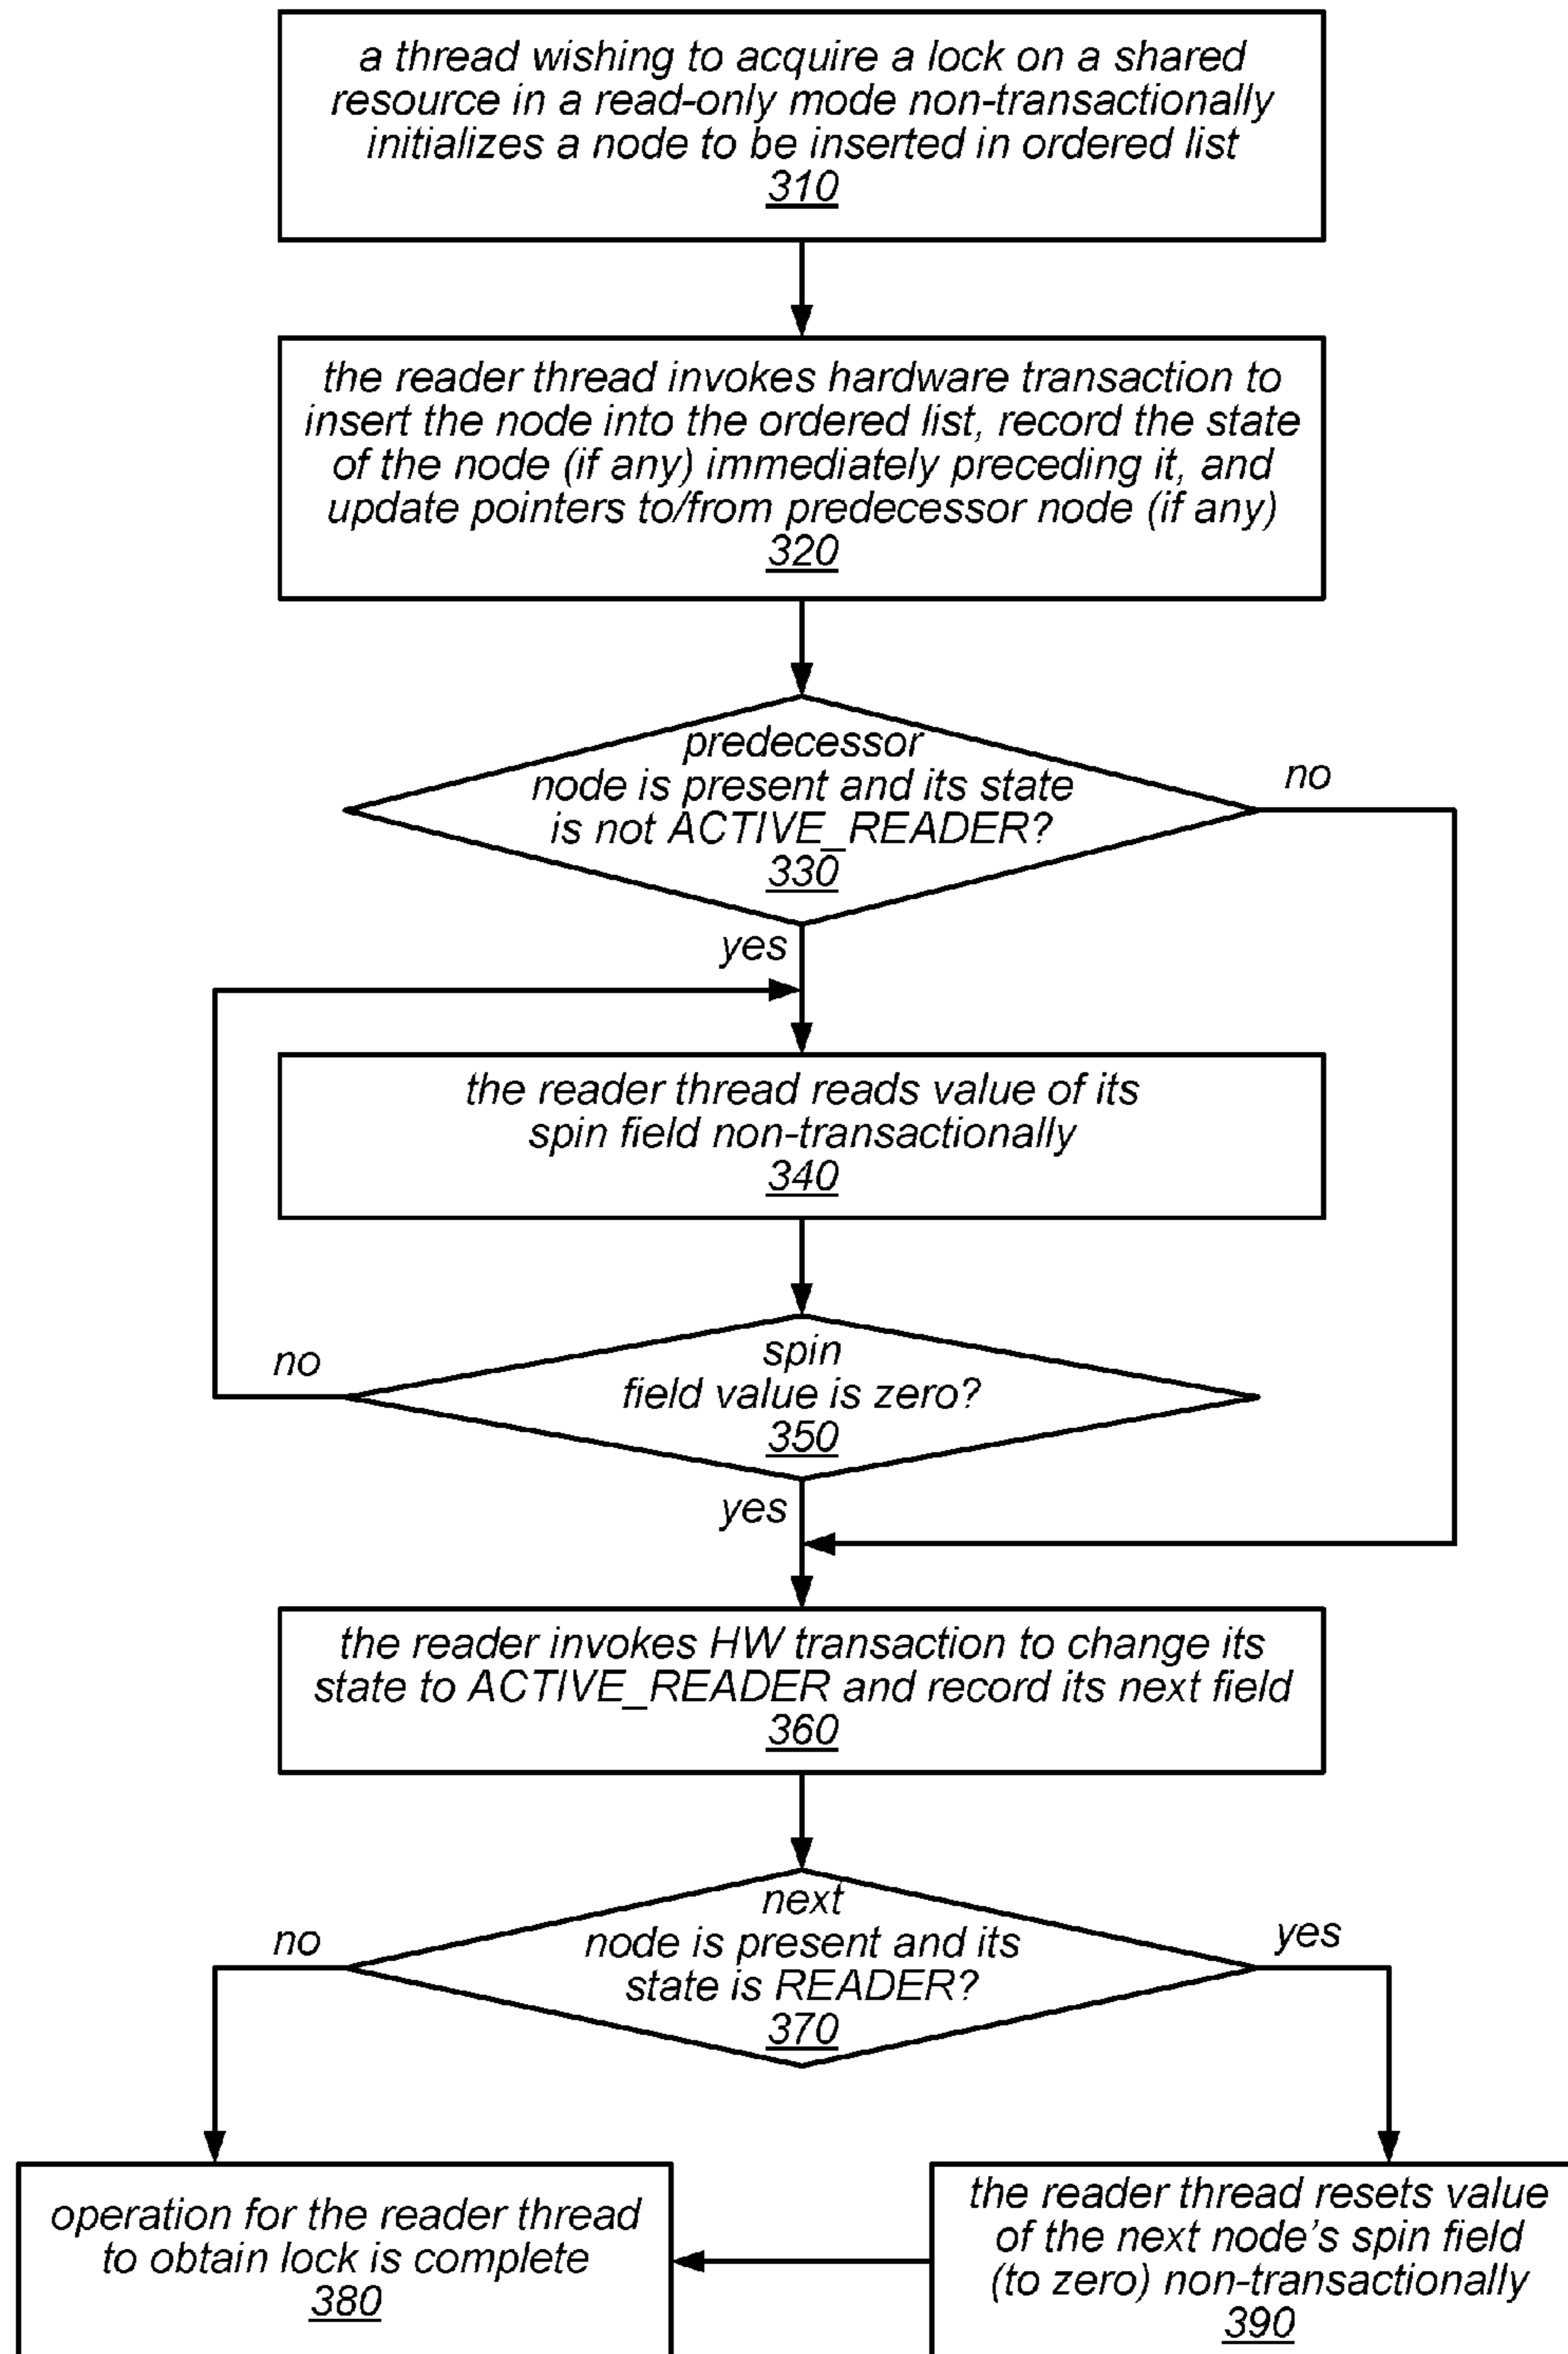 a thread wishing to acquire a lock on a shared
resource in a read-only mode non-transactionally
initializes a node to be inserted in ordered list
310
the reader thread invokes hardware transaction to
insert the node into the ordered list, record the state
of the node (if any) immediately preceding it, and
update pointers to/from predecessor node (if any)
320
predecessor
node is present and its state
is not ACTIVE_READER?
330
no
yes
the reader thread reads value of its
spin field non-transactionally
340
spin
field value is zero?
350
no
yes
the reader invokes HW transaction to change its
state to ACTIVE_READER and record its next field
360
next
node is present and its
state is READER?
370
no
yes
operation for the reader thread
to obtain lock is complete
380
the reader thread resets value
of the next node's spin field
(to zero) non-transactionally
390